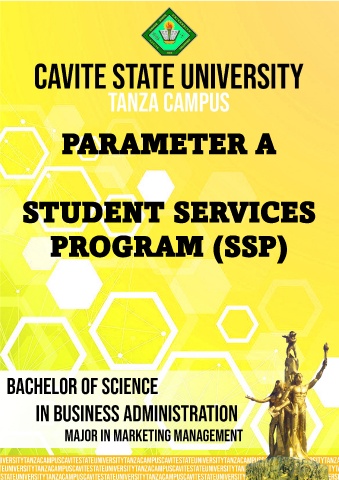 CAVITE STATE UNIVERSITY
TANZA CAMPUS
PARAMETER A
STUDENT SERVICES
PROGRAM (SSP)
BACHELOR OF SCIENCE
IN BUSINESS ADMINISTRATION
MAJOR IN MARKETING MANAGEMENT